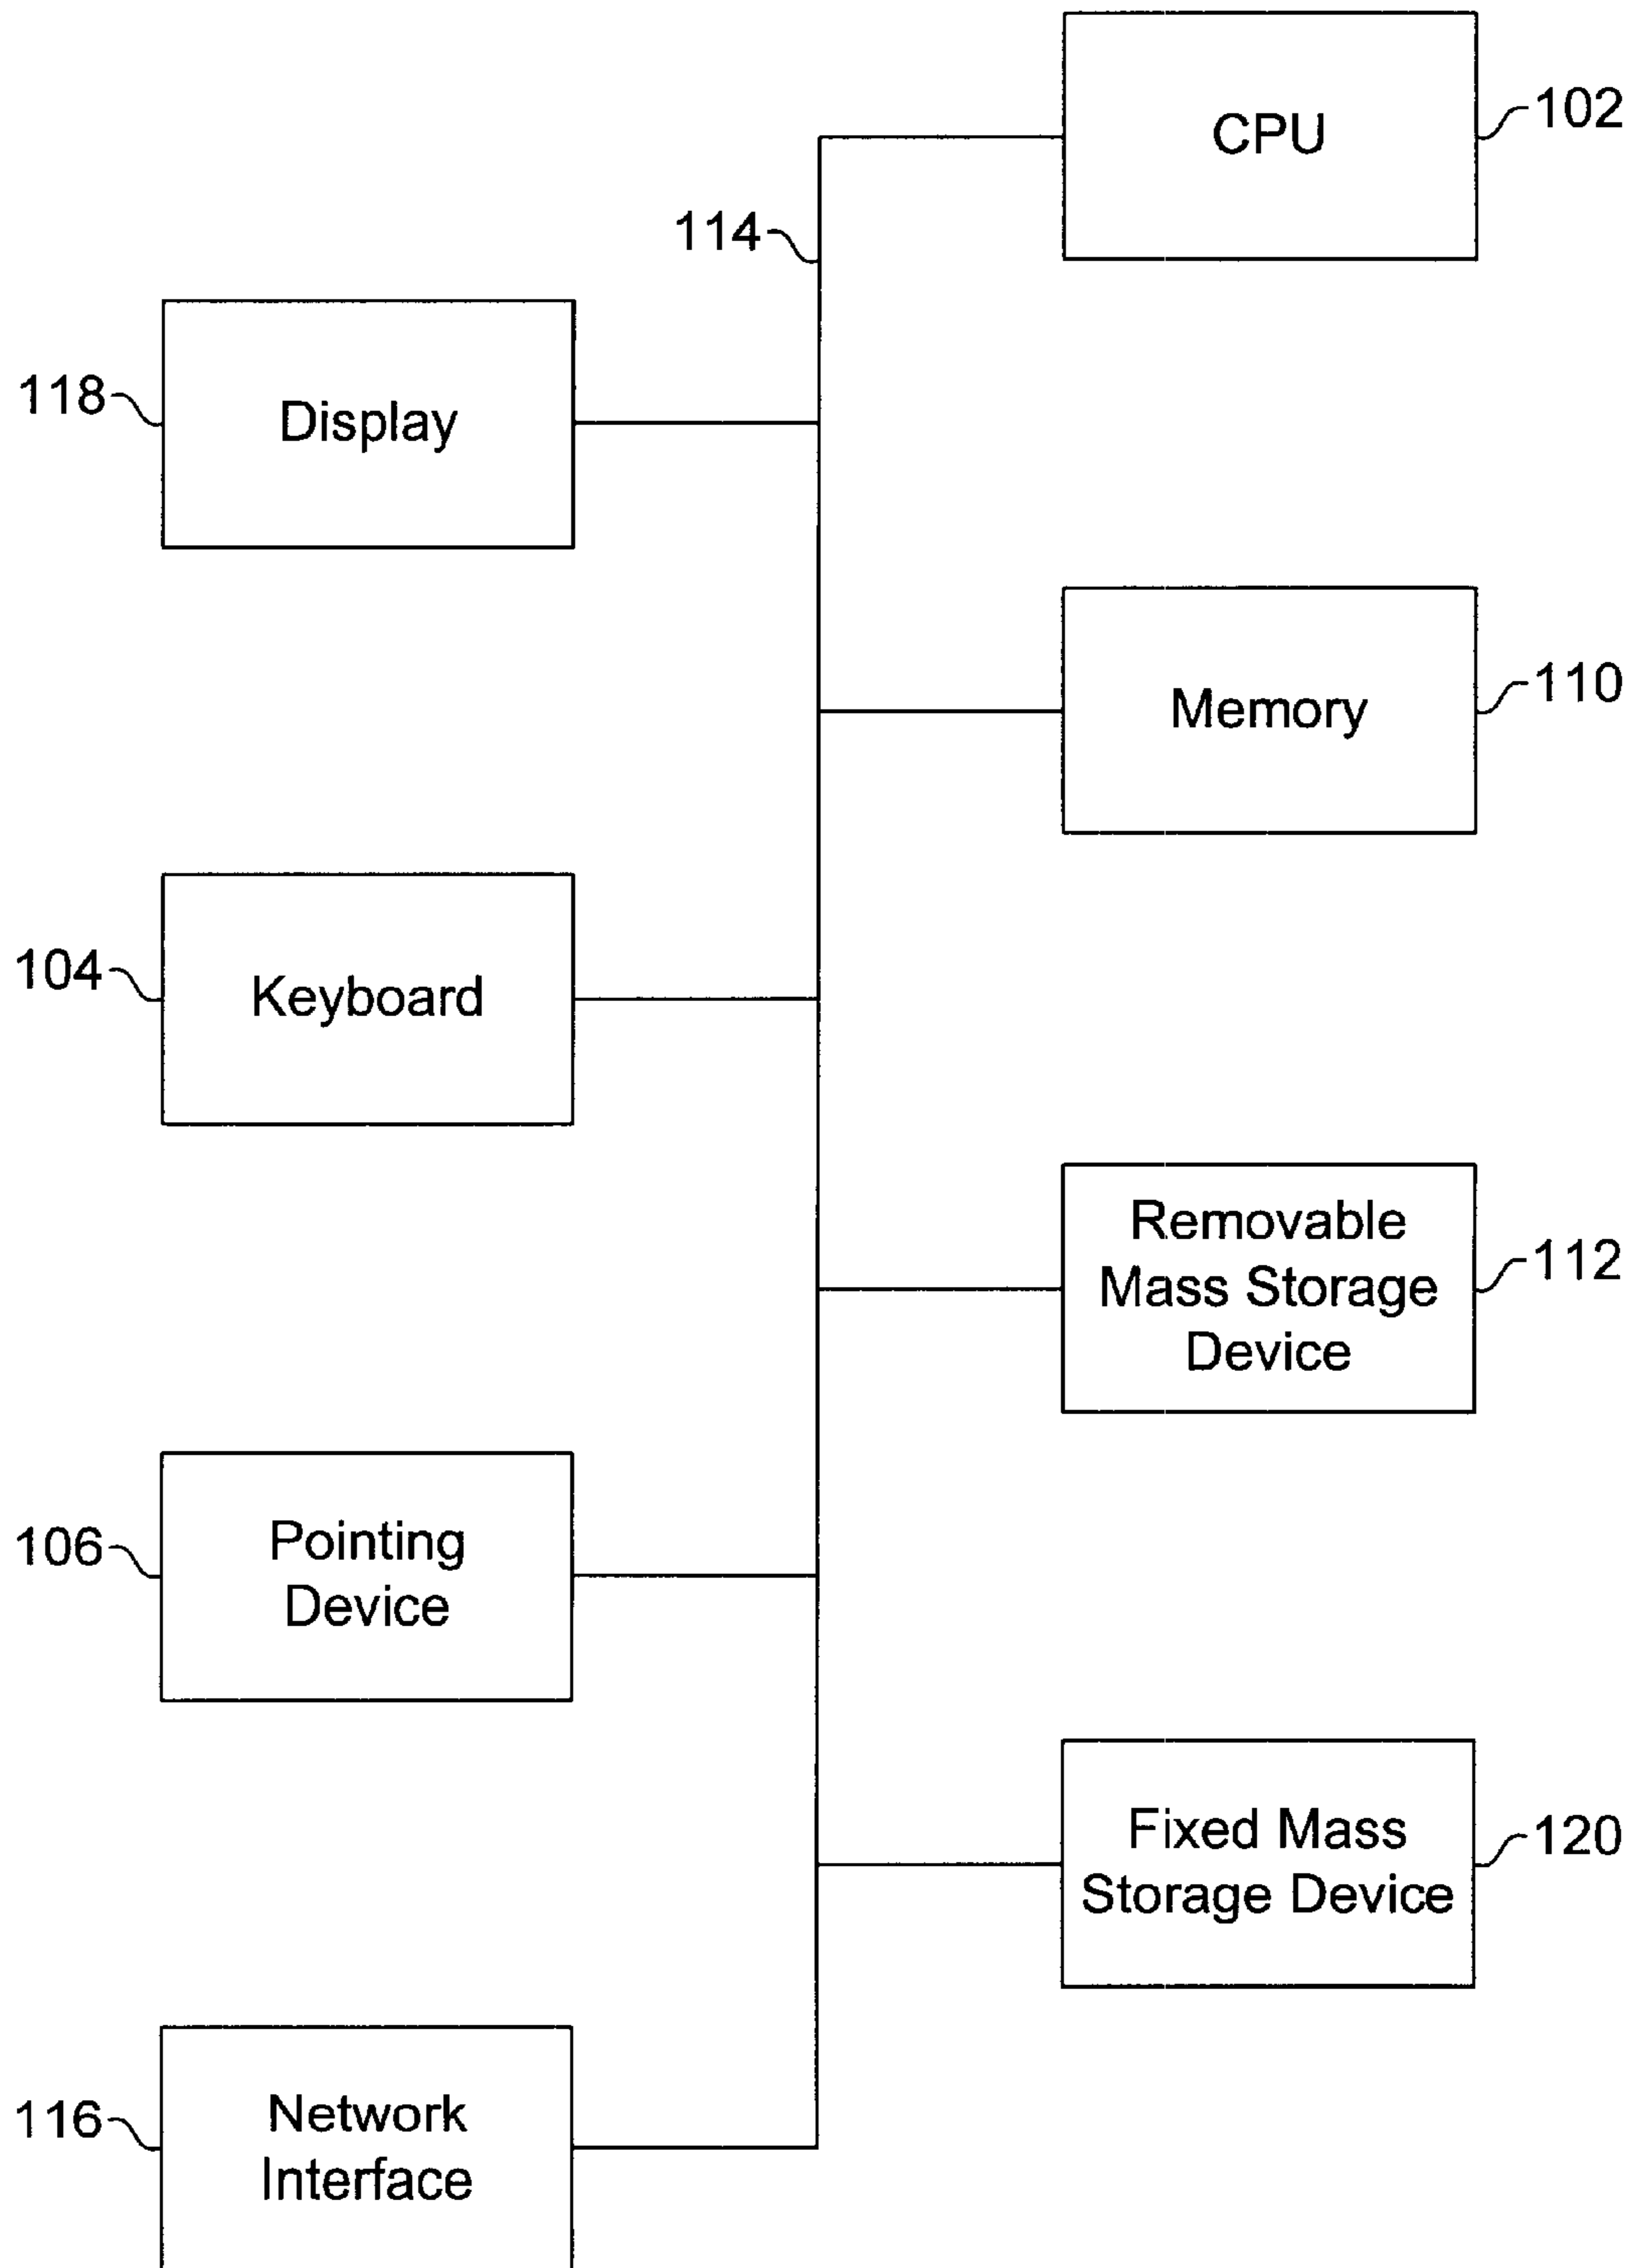 CPU
102
114
118
Display
Memory
110
104
Keyboard
Removable
Mass Storage
Device
112
106
Pointing
Device
Fixed Mass
Storage Device
120
116
Network
Interface